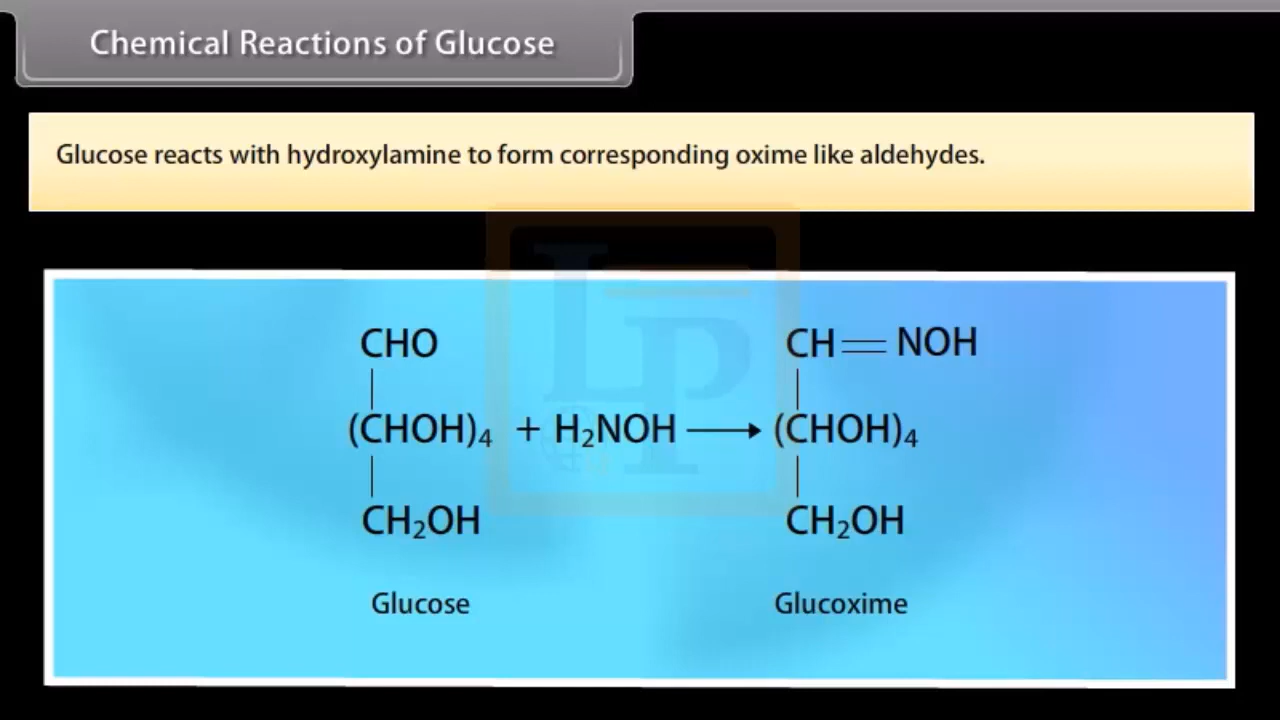 Chemical Reactions of Glucose
Glucose reacts with hydroxylamine to form corresponding oxime like aldehydes.
LP
CHO
CH=NOH
(CHOH)₄ + H₂NOH ⟶ (CHOH)₄
CH₂OH
CH₂OH
Glucose
Glucoxime